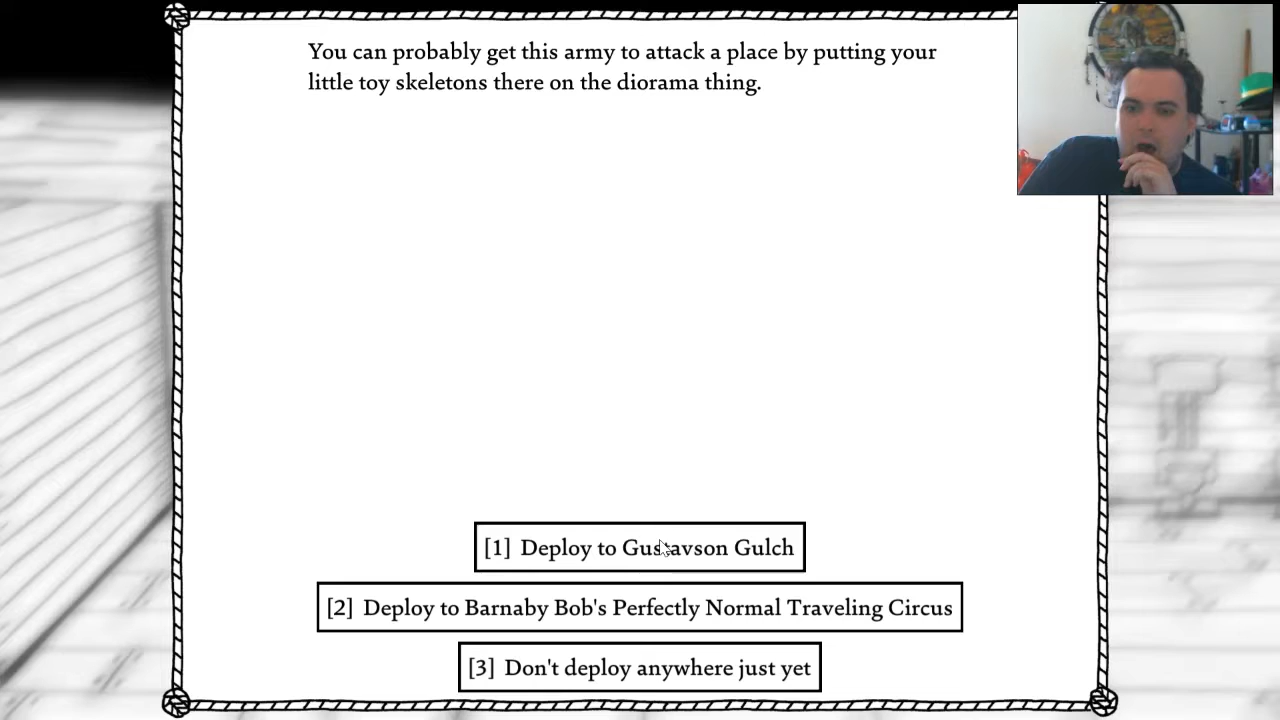 You can probably get this army to attack a place by putting your
little toy skeletons there on the diorama thing.
[1] Deploy to Gustavson Gulch
[2] Deploy to Barnaby Bob's Perfectly Normal Traveling Circus
[3] Don't deploy anywhere just yet